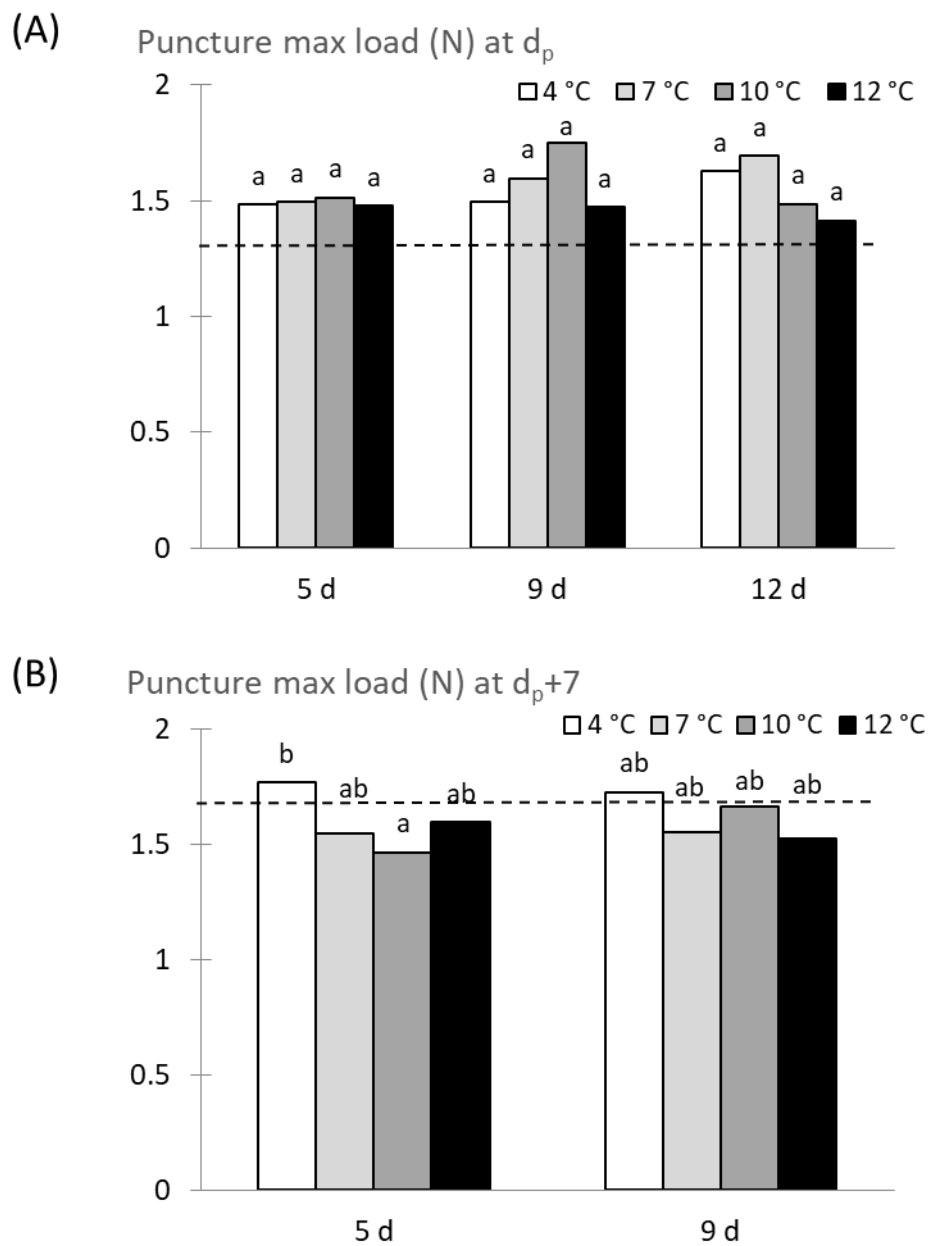 (A)
Puncture max load (N) at dₚ
2
4 °C 7 °C 10 °C 12 °C
a a a a a a a a a a a a
1.5
1
0.5
0
5 d 9 d 12 d
(B)
Puncture max load (N) at dₚ+7
2
4 °C 7 °C 10 °C 12 °C
b ab a ab ab ab ab ab
1.5
1
0.5
0
5 d 9 d